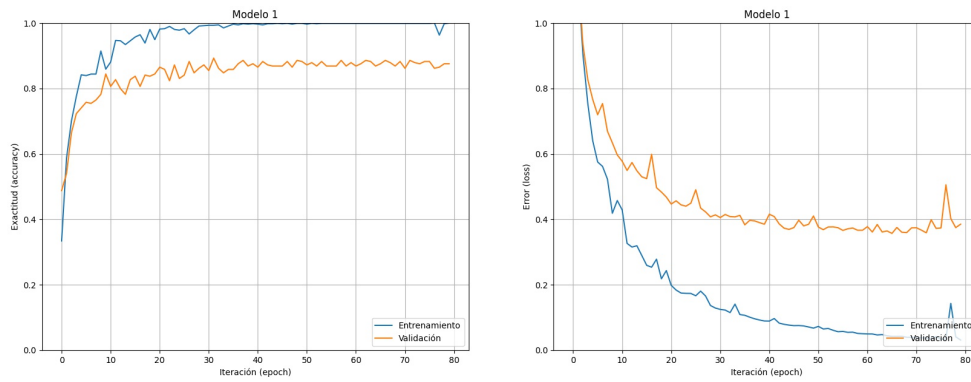 Modelo 1
Exactitud (accuracy)
1.0
0.8
0.6
0.4
0.2
0.0
0 10 20 30 40 50 60 70 80
Iteración (epoch)
Entrenamiento
Validación
Modelo 1
Error (loss)
1.0
0.8
0.6
0.4
0.2
0.0
0 10 20 30 40 50 60 70 80
Iteración (epoch)
Entrenamiento
Validación